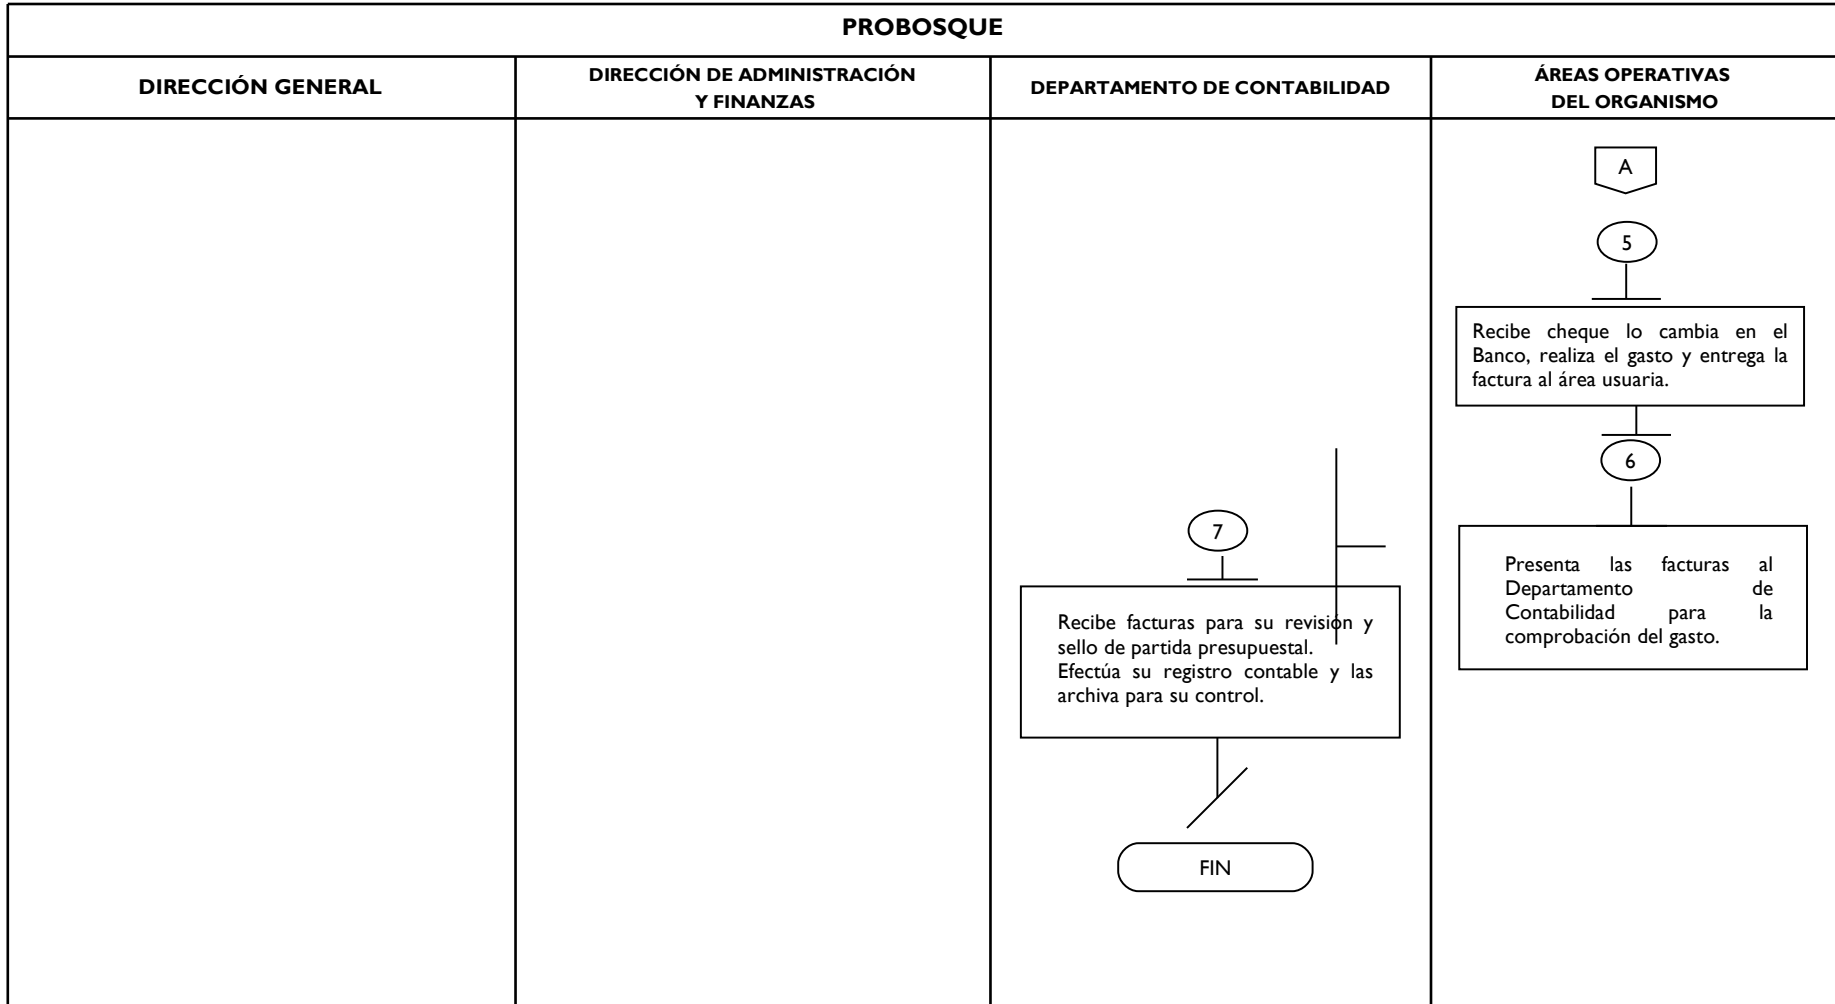 PROBOSQUE
DIRECCIÓN GENERAL
DIRECCIÓN DE ADMINISTRACIÓN
Y FINANZAS
DEPARTAMENTO DE CONTABILIDAD
ÁREAS OPERATIVAS
DEL ORGANISMO
A
5
Recibe cheque lo cambia en el
Banco, realiza el gasto y entrega la
factura al área usuaria.
6
Presenta las facturas al
Departamento de
Contabilidad para la
comprobación del gasto.
7
Recibe facturas para su revisión y
sello de partida presupuestal.
Efectúa su registro contable y las
archiva para su control.
FIN